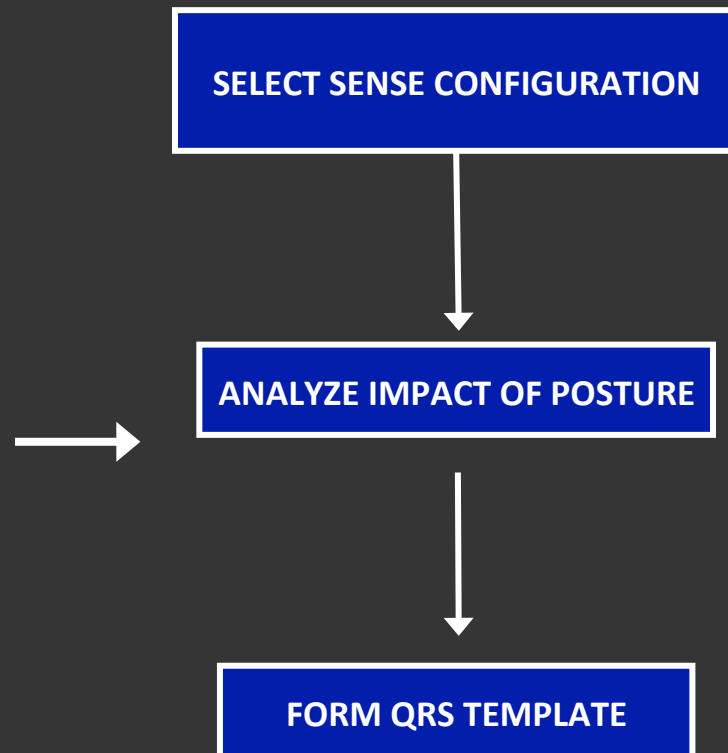 SELECT SENSE CONFIGURATION
ANALYZE IMPACT OF POSTURE
FORM QRS TEMPLATE